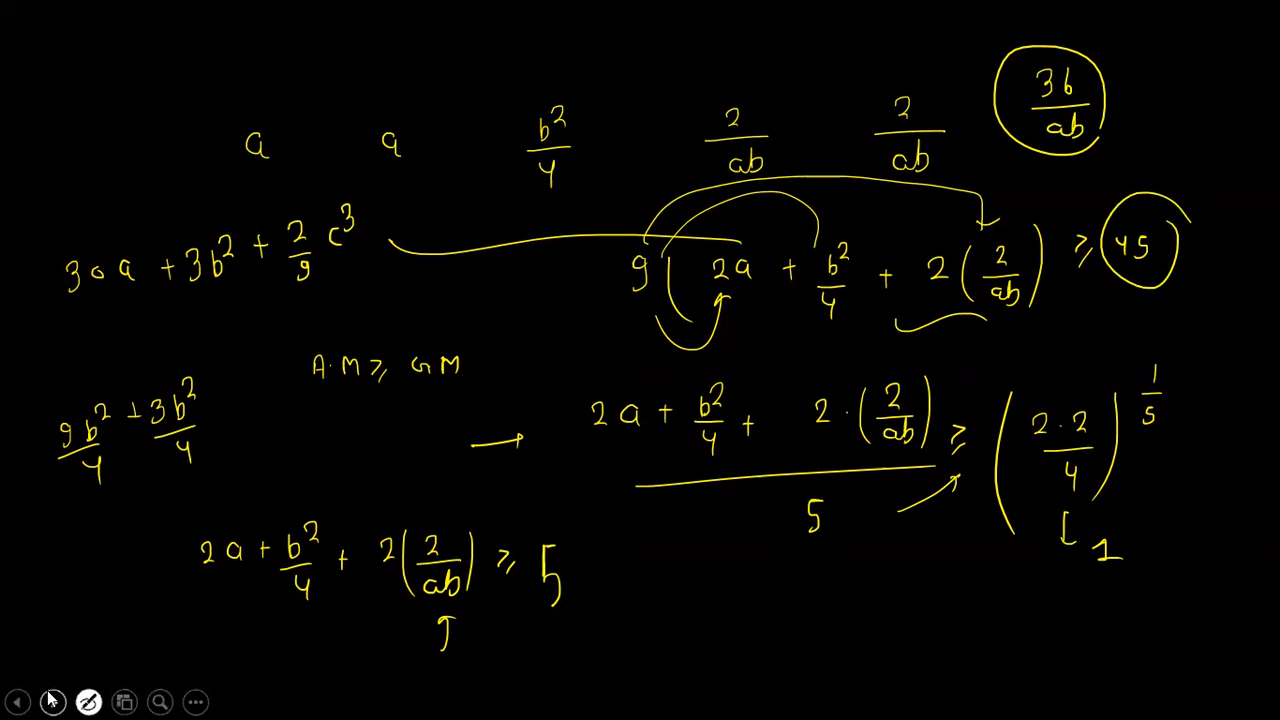 a a b²/4 2/ab 2/ab 3b/ab
30a + 3b² + 2/9 c³ 9( 2a + b²/4 + 2(2/ab) ) ≥ 45
A.M ≥ GM
9b²/4 + 3b²/4 → (2a + b²/4 + 2·(2/ab))/5 ≥ (2·2/4)^(1/5)
↓ 1
2a + b²/4 + 2(2/ab) ≥ 5